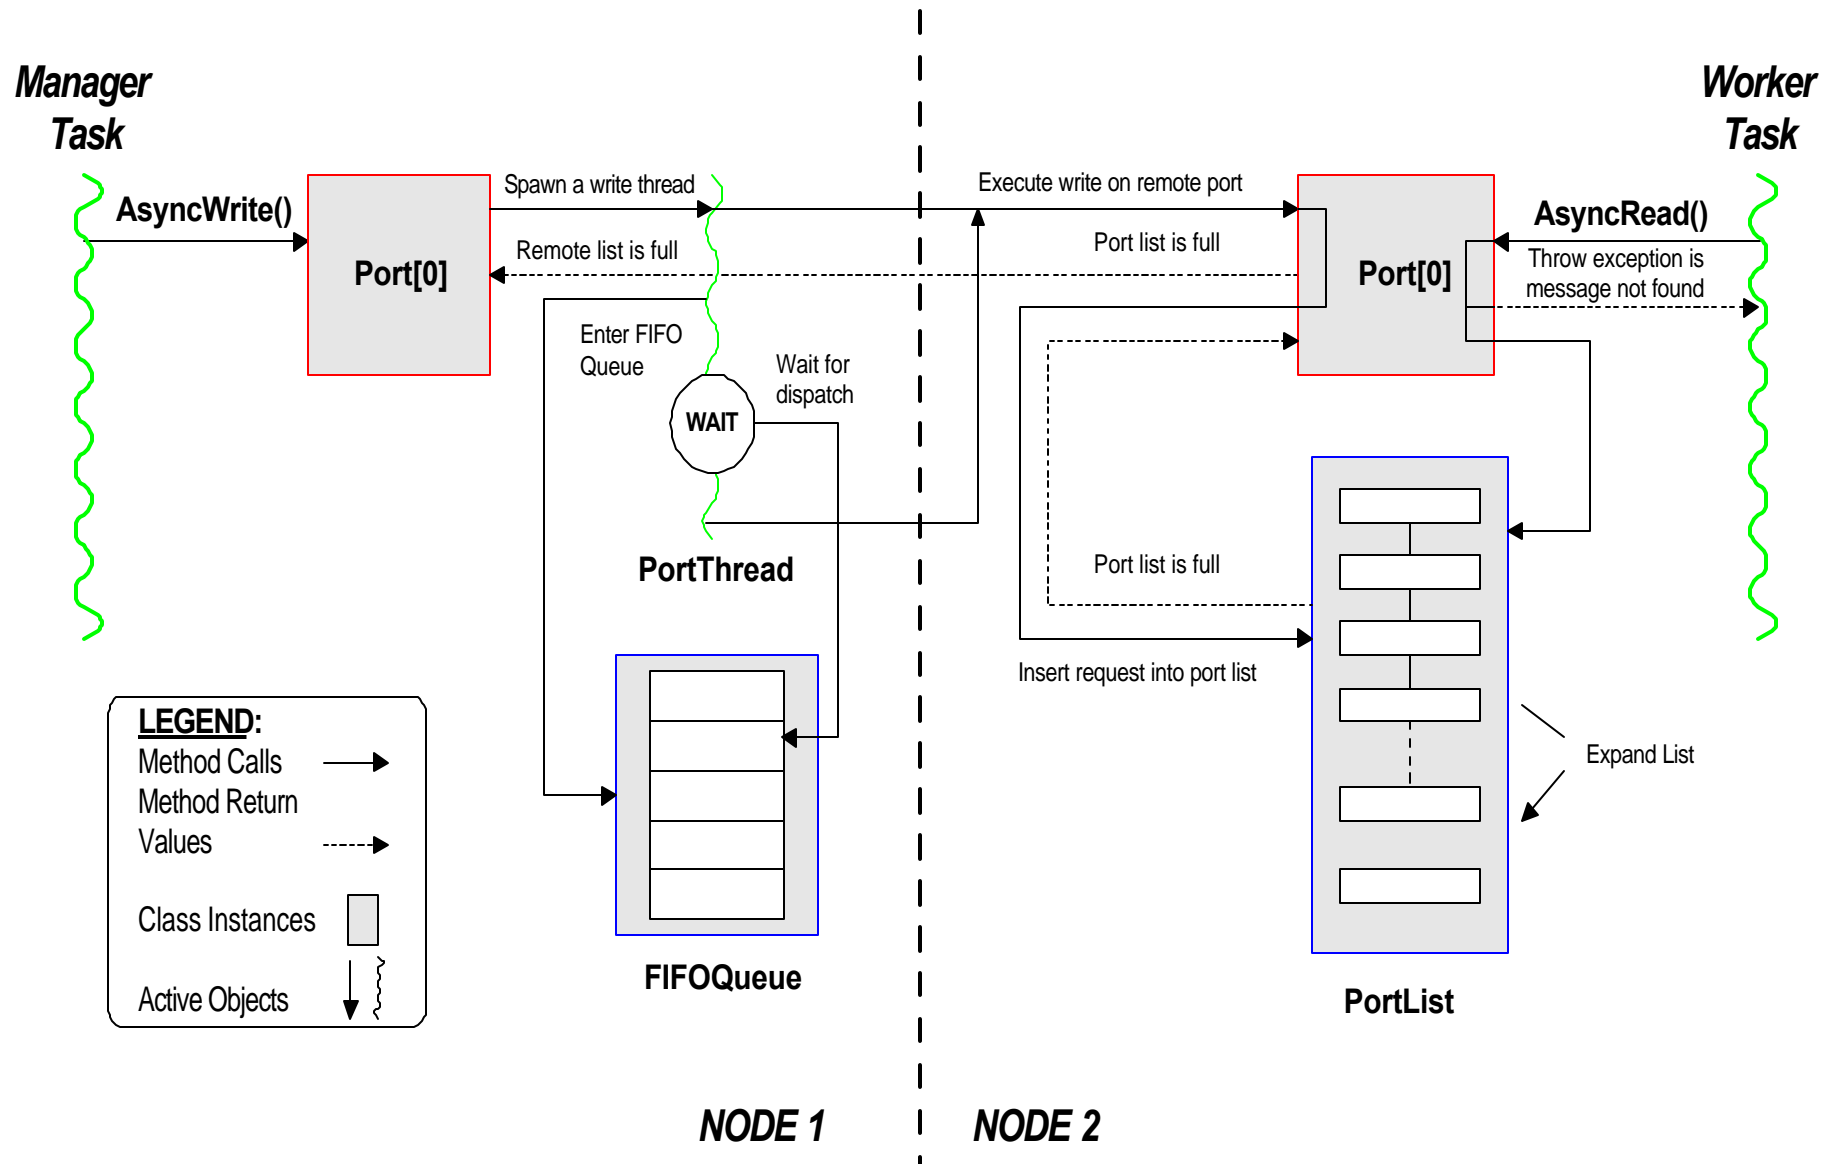 Manager
Task
Worker
Task
AsyncWrite()
Spawn a write thread
Execute write on remote port
AsyncRead()
Port[0]
Remote list is full
Port list is full
Port[0]
Throw exception is
message not found
Enter FIFO
Queue
Wait for
dispatch
WAIT
PortThread
Port list is full
Insert request into port list
Expand List
FIFOQueue
PortList
LEGEND:
Method Calls
Method Return
Values
Class Instances
Active Objects
NODE 1
NODE 2